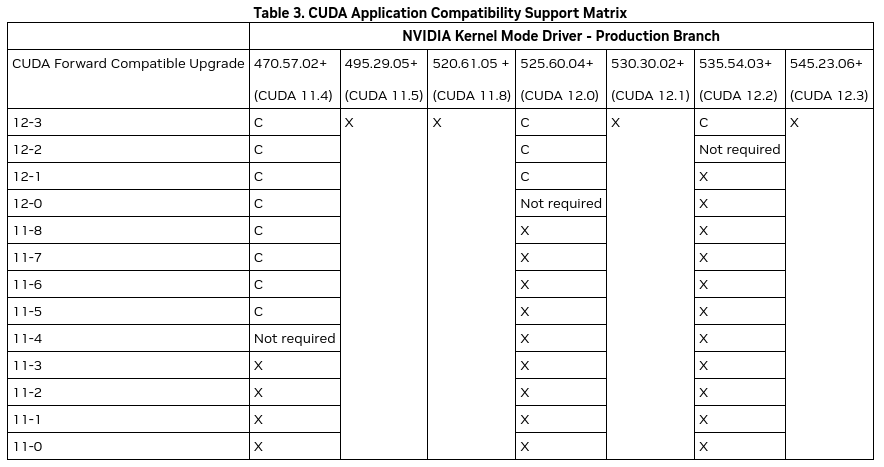 Table 3. CUDA Application Compatibility Support Matrix
NVIDIA Kernel Mode Driver - Production Branch
CUDA Forward Compatible Upgrade 470.57.02+ 495.29.05+ 520.61.05 + 525.60.04+ 530.30.02+ 535.54.03+ 545.23.06+
(CUDA 11.4) (CUDA 11.5) (CUDA 11.8) (CUDA 12.0) (CUDA 12.1) (CUDA 12.2) (CUDA 12.3)
12-3 C X X C X C X
12-2 C C Not required
12-1 C C X
12-0 C Not required X
11-8 C X X
11-7 C X X
11-6 C X X
11-5 C X X
11-4 Not required X X
11-3 X X X
11-2 X X X
11-1 X X X
11-0 X X X